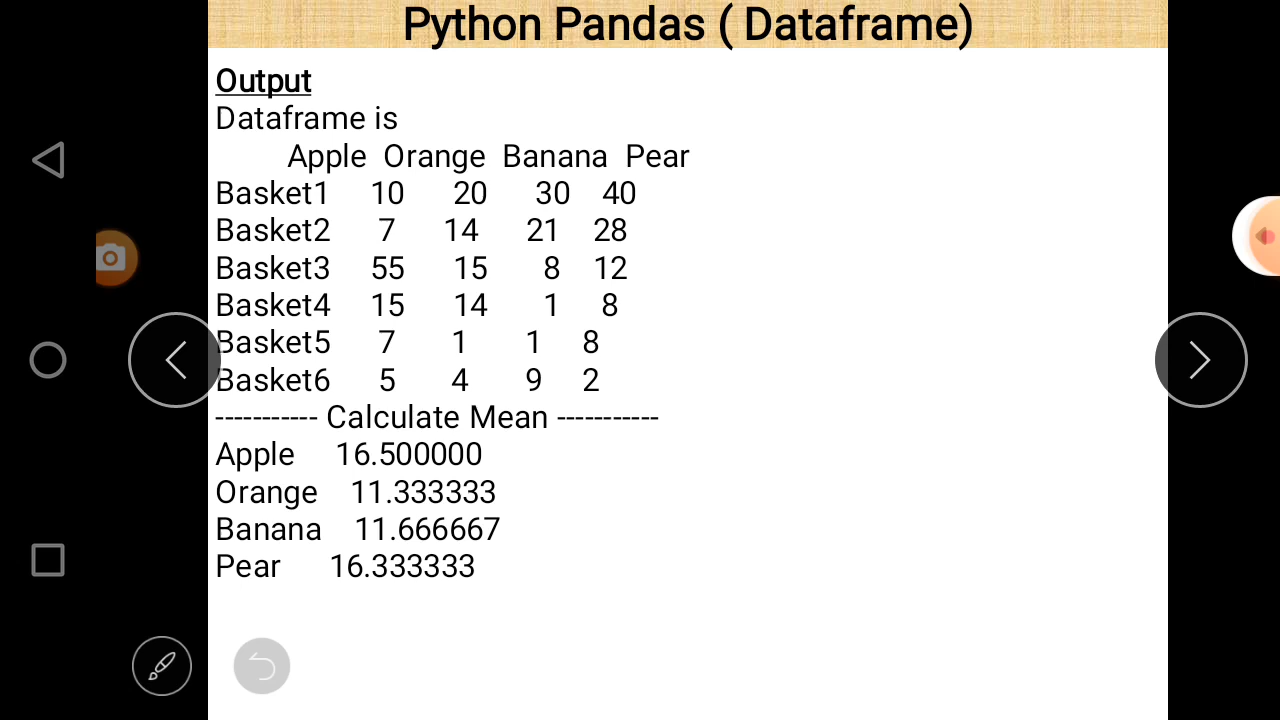 Python Pandas ( Dataframe)
Output
Dataframe is
Apple Orange Banana Pear
Basket1 10 20 30 40
Basket2 7 14 21 28
Basket3 55 15 8 12
Basket4 15 14 1 8
Basket5 7 1 1 8
Basket6 5 4 9 2
----------- Calculate Mean -----------
Apple 16.500000
Orange 11.333333
Banana 11.666667
Pear 16.333333